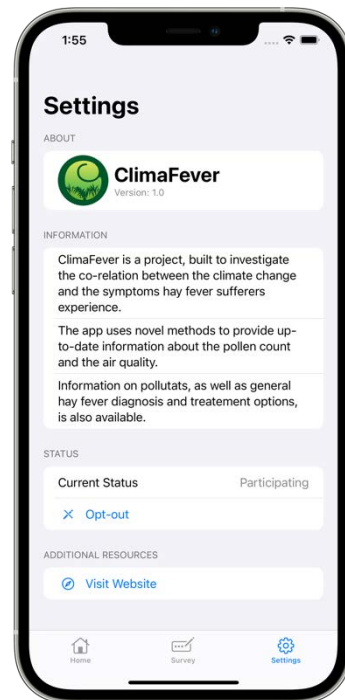 1:55
Settings
ABOUT
ClimaFever
Version: 1.0
INFORMATION
ClimaFever is a project, built to investigate
the co-relation between the climate change
and the symptoms hay fever sufferers
experience.
The app uses novel methods to provide up-
to-date information about the pollen count
and the air quality.
Information on pollutats, as well as general
hay fever diagnosis and treatement options,
is also available.
STATUS
Current Status Participating
Opt-out
ADDITIONAL RESOURCES
Visit Website
Home Survey Settings